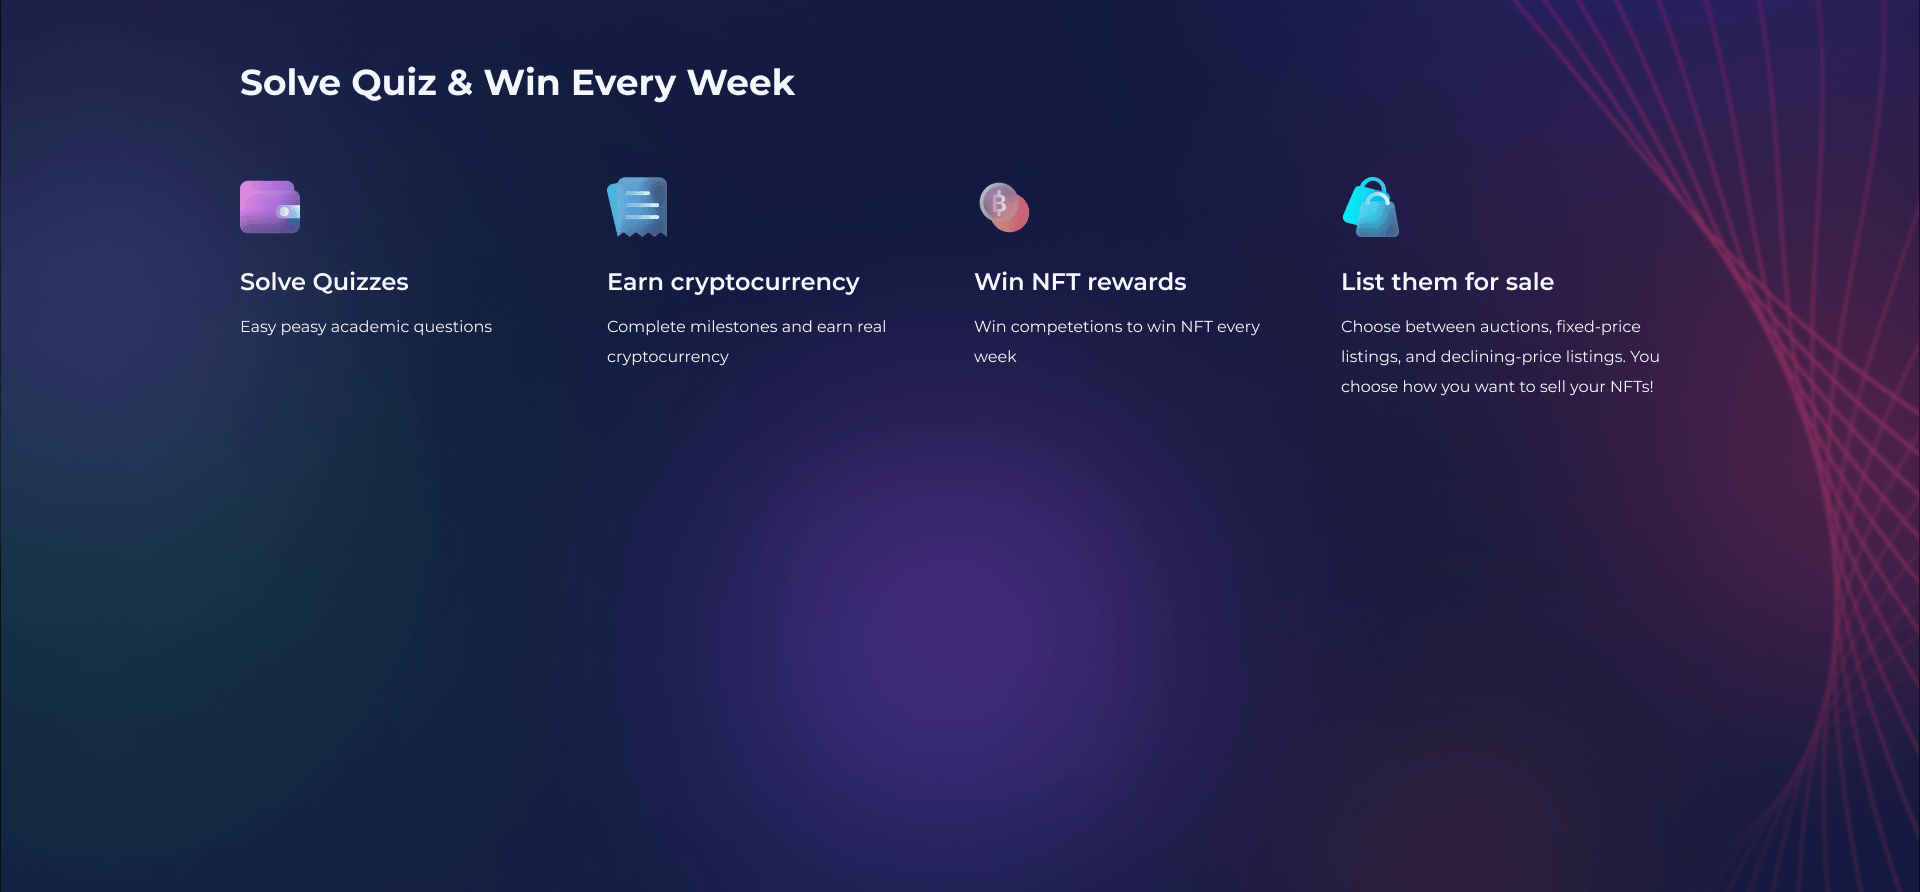 Solve Quiz & Win Every Week
Solve Quizzes
Easy peasy academic questions
Earn cryptocurrency
Complete milestones and earn real
cryptocurrency
Win NFT rewards
Win competetions to win NFT every
week
List them for sale
Choose between auctions, fixed-price
listings, and declining-price listings. You
choose how you want to sell your NFTs!